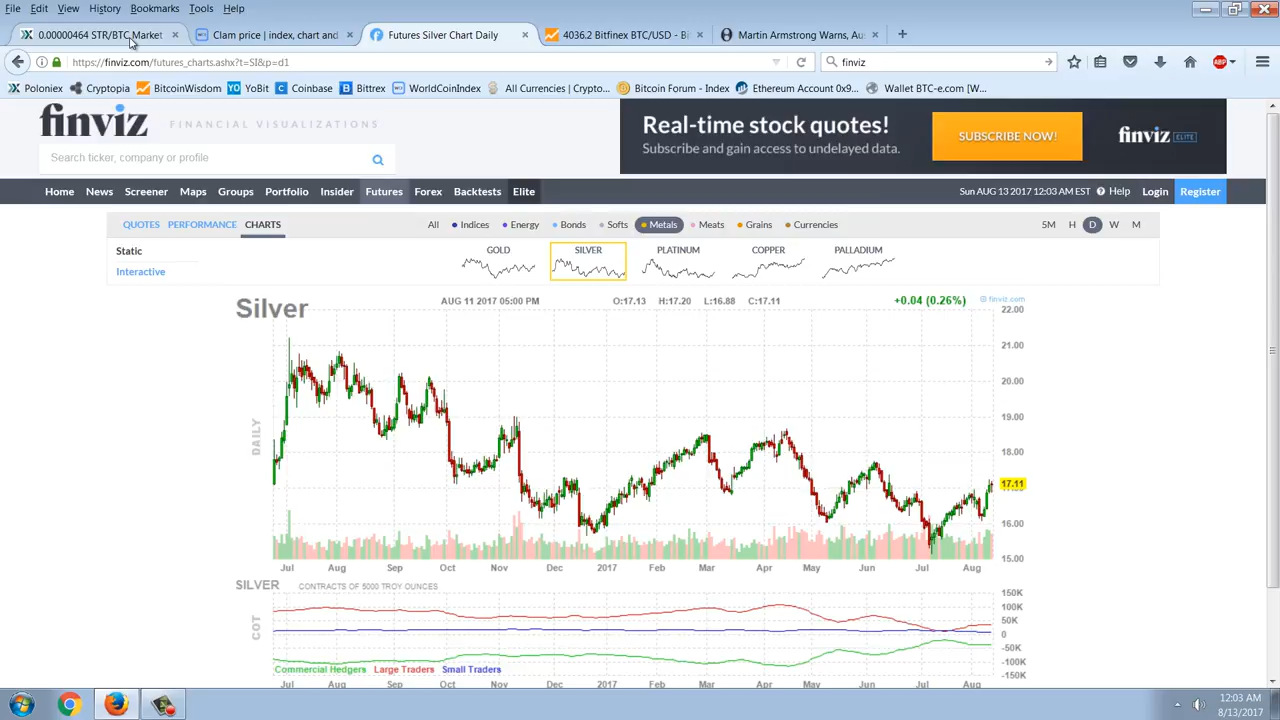 File Edit View History Bookmarks Tools Help
0.00000464 STR/BTC Market
Clam price | index, chart and
Futures Silver Chart Daily
4036.2 Bitfinex BTC/USD - Bi
Martin Armstrong Warns, Au
https://finviz.com/futures_charts.ashx?t=SI&p=d1
finviz
ABP
Poloniex Cryptopia BitcoinWisdom YoBit Coinbase Bittrex WorldCoinIndex All Currencies | Crypto... Bitcoin Forum - Index Ethereum Account 0x9... Wallet BTC-e.com [W...
finviz FINANCIAL VISUALIZATIONS
Real-time stock quotes!
Subscribe and gain access to undelayed data.
SUBSCRIBE NOW!
finviz ELITE
Search ticker, company or profile
Home News Screener Maps Groups Insider Portfolio Futures Forex Backtests Elite
Sun AUG 13 2017 12:03 AM EST Help Login Register
QUOTES PERFORMANCE CHARTS
All Indices Energy Bonds Softs Metals Meats Grains Currencies
5M H D W M
Static
Interactive
GOLD SILVER PLATINUM COPPER PALLADIUM
Silver
AUG 11 2017 05:00 PM O:17.13 H:17.20 L:16.88 C:17.11 +0.04 (0.26%) © finviz.com
22.00
21.00
20.00
19.00
18.00
17.11
16.00
15.00
DAILY
Jul Aug Sep Oct Nov Dec 2017 Feb Mar Apr May Jun Jul Aug
SILVER CONTRACTS OF 5000 TROY OUNCES
150K
100K
50K
0
-50K
-100K
-150K
COT
Commercial Hedgers Large Traders Small Traders
Jul Aug Sep Oct Nov Dec 2017 Feb Mar Apr May Jun Jul Aug
12:03 AM
8/13/2017